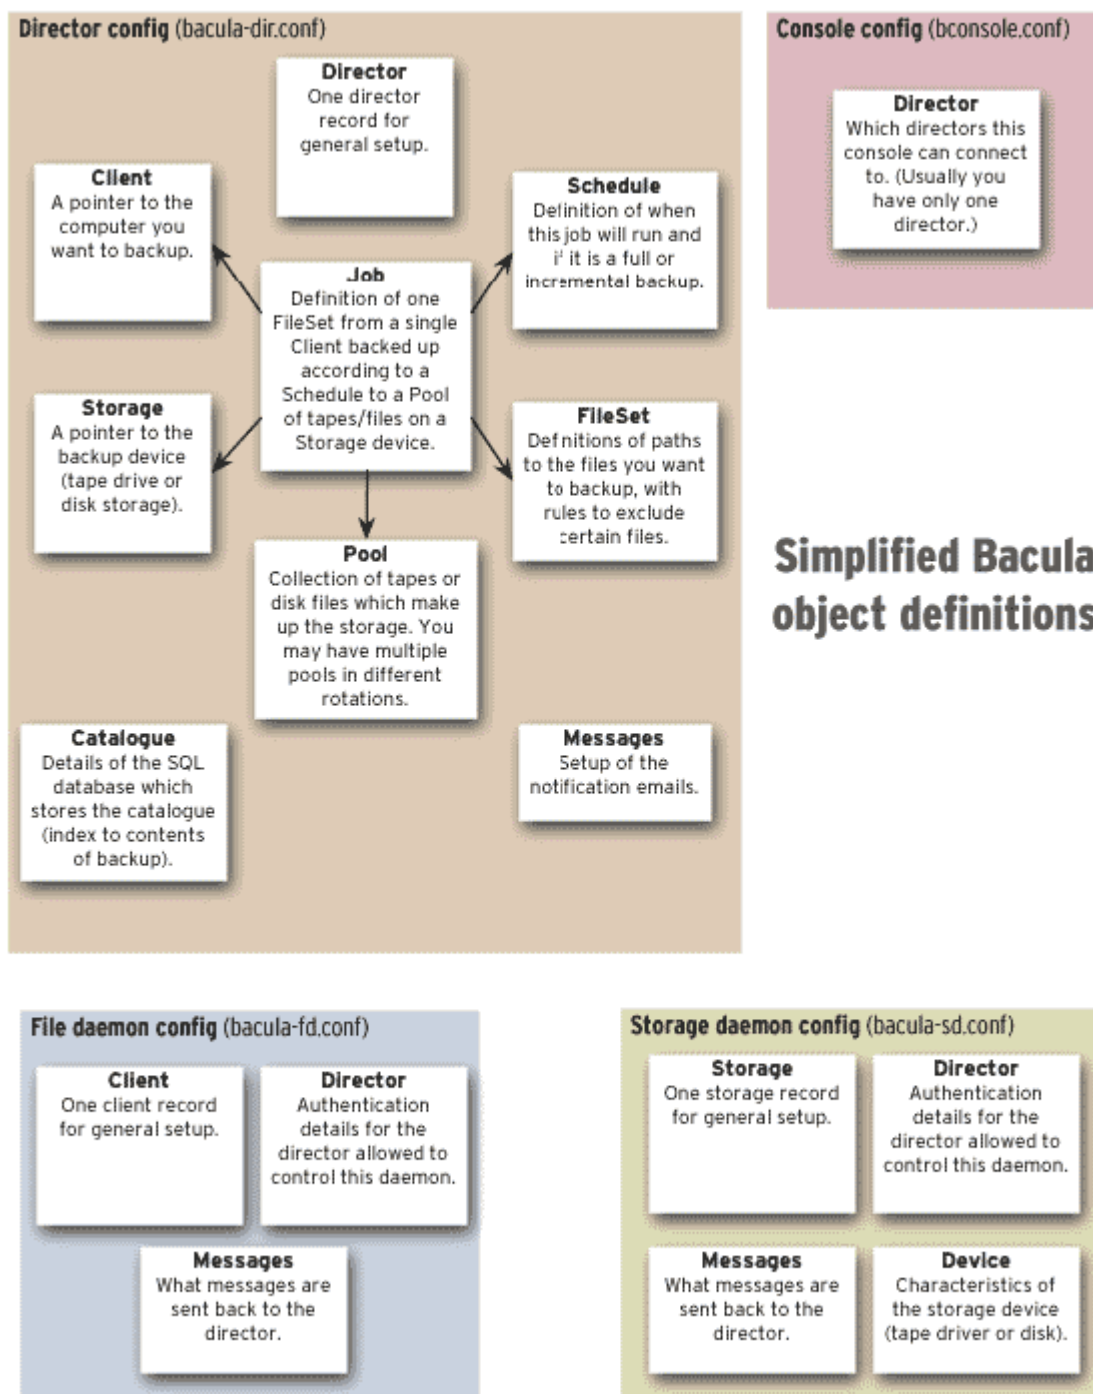 Director config (bacula-dir.conf)
Director
One director
record for
general setup.
Client
A pointer to the
computer you
want to backup.
Schedule
Definition of when
this job will run and
if it is a full or
incremental backup.
Job
Definition of one
FileSet from a single
Client backed up
according to a
Schedule to a Pool
of tapes/files on a
Storage device.
Storage
A pointer to the
backup device
(tape drive or
disk storage).
FileSet
Definitions of paths
to the files you want
to backup, with
rules to exclude
certain files.
Pool
Collection of tapes or
disk files which make
up the storage. You
may have multiple
pools in different
rotations.
Catalogue
Details of the SQL
database which
stores the catalogue
(index to contents
of backup).
Messages
Setup of the
notification emails.
Console config (bconsole.conf)
Director
Which directors this
console can connect
to. (Usually you
have only one
director.)
Simplified Bacula
object definitions
File daemon config (bacula-fd.conf)
Client
One client record
for general setup.
Director
Authentication
details for the
director allowed to
control this daemon.
Messages
What messages are
sent back to the
director.
Storage daemon config (bacula-sd.conf)
Storage
One storage record
for general setup.
Director
Authentication
details for the
director allowed to
control this daemon.
Messages
What messages are
sent back to the
director.
Device
Characteristics of
the storage device
(tape driver or disk).